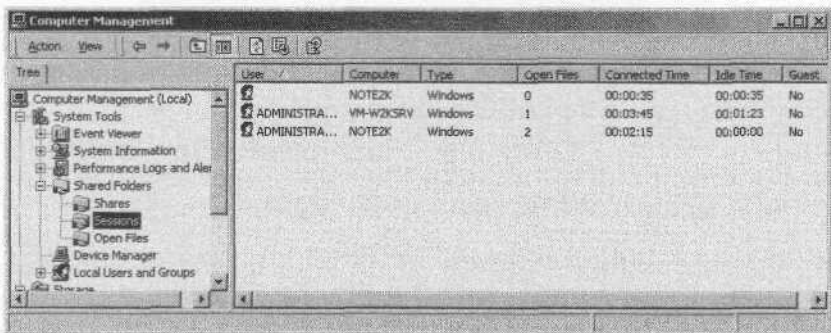 Computer Management
Action View
Tree
Computer Management (Local)
System Tools
Event Viewer
System Information
Performance Logs and Aler
Shared Folders
Shares
Sessions
Open Files
Device Manager
Local Users and Groups
Storage
User / Computer Type Open Files Connected Time Idle Time Guest
NOTE2K Windows 0 00:00:35 00:00:35 No
ADMINISTRA... VM-W2KSRV Windows 1 00:03:45 00:01:23 No
ADMINISTRA... NOTE2K Windows 2 00:02:15 00:00:00 No